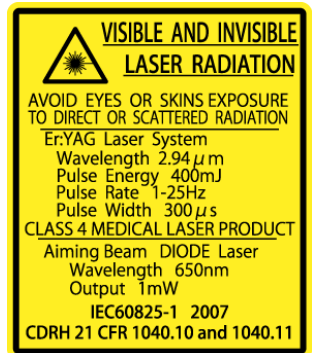 VISIBLE AND INVISIBLE
LASER RADIATION
AVOID EYES OR SKINS EXPOSURE
TO DIRECT OR SCATTERED RADIATION
Er:YAG Laser System
Wavelength 2.94 μ m
Pulse Energy 400mJ
Pulse Rate 1-25Hz
Pulse Width 300 μ s
CLASS 4 MEDICAL LASER PRODUCT
Aiming Beam DIODE Laser
Wavelength 650nm
Output 1mW
IEC60825-1 2007
CDRH 21 CFR 1040.10 and 1040.11